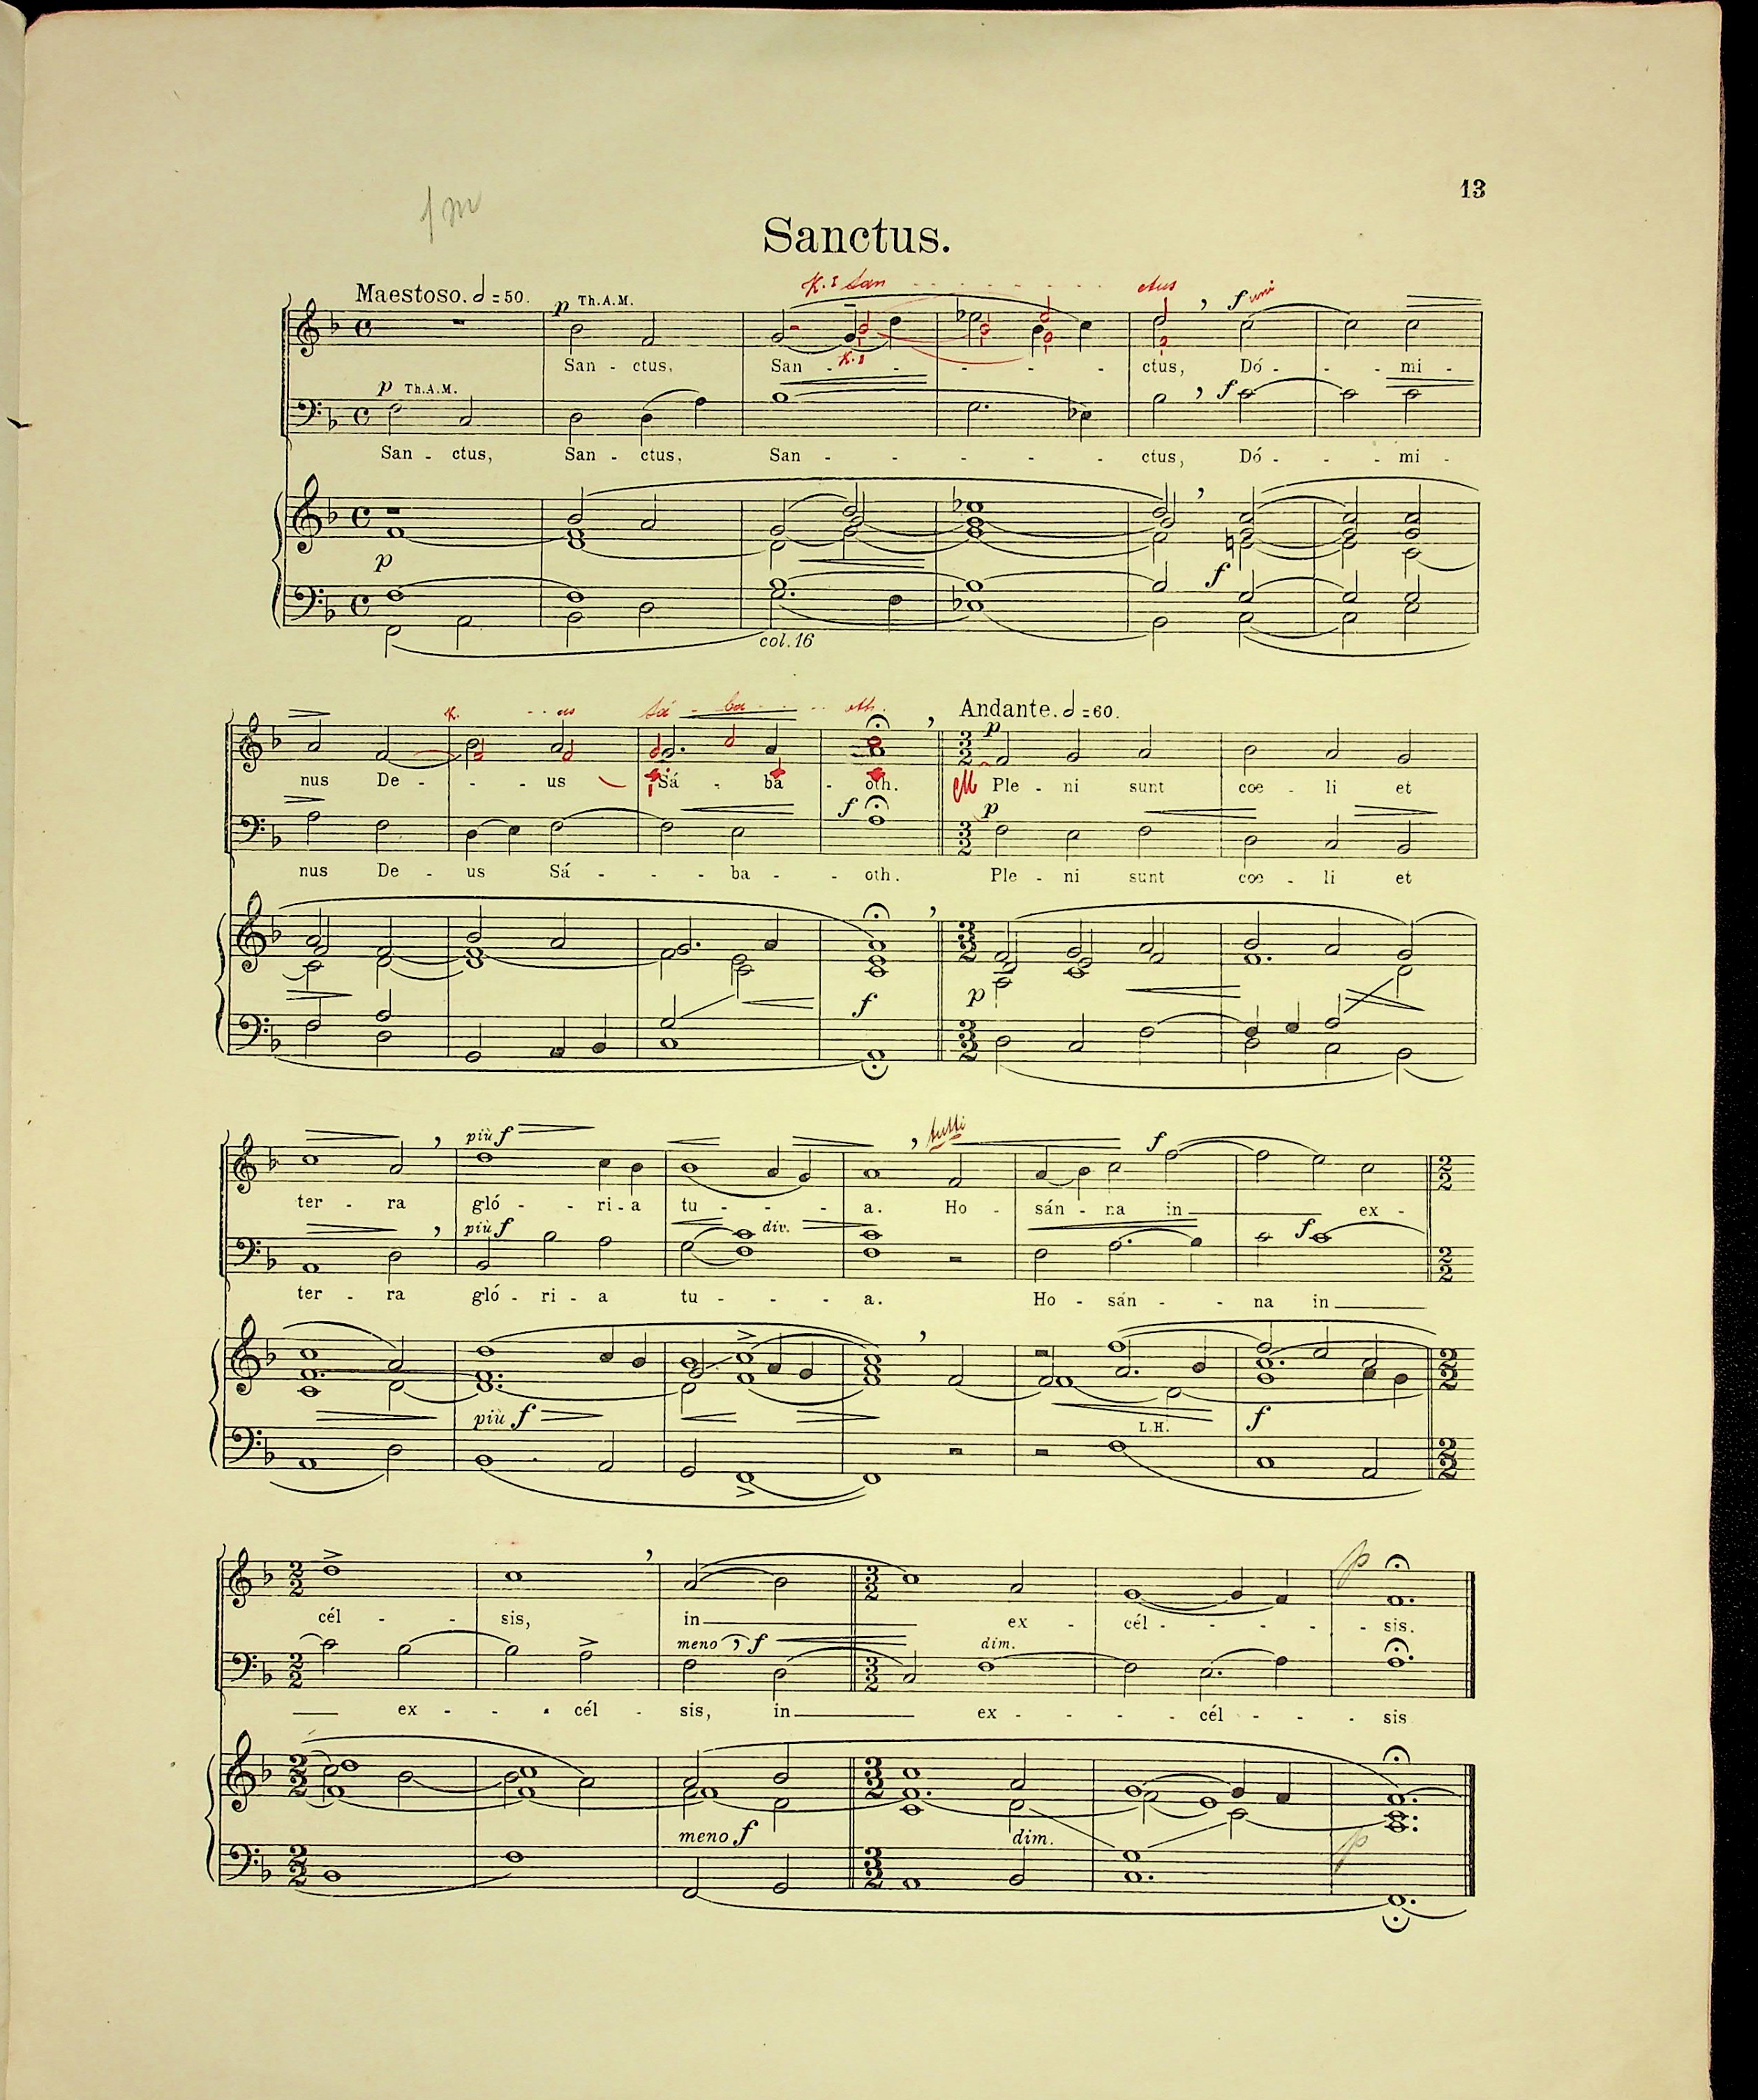 13
1 m
Sanctus.
K. I San - - - - - - - ctus
Maestoso. 𝅗𝅥 = 50. p Th.A.M. , f uni
K. I
San - ctus, San - - - - - ctus, Dó - - - mi -
p Th.A.M. , f
San - ctus, San - ctus, San - - - - - ctus, Dó - - - mi -
,
p f
col. 16
K. - - us Sá - ba - - - oth. , Andante. 𝅗𝅥 = 60.
p
nus De - - - us Sá - ba - oth. Ple - ni sunt coe - li et
f p
nus De - us Sá - - - ba - - oth. Ple - ni sunt coe - li et
,
p
f
, più f , tutti f
ter - ra gló - - ri - a tu - - - a. Ho - sán - na in ex -
, più f div. f
ter - ra gló - ri - a tu - - - a. Ho - sán - - na in
,
più f f
L.H.
, p
cél - - sis, in ex - cél - - - - - sis.
meno , f dim.
ex - - - cél - sis, in ex - - - - cél - - - sis
meno f dim. p